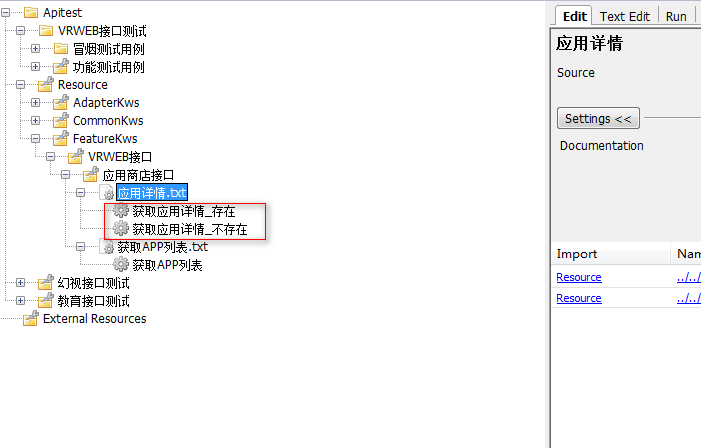 Apitest
VRWEB接口测试
冒烟测试用例
功能测试用例
Resource
AdapterKws
CommonKws
FeatureKws
VRWEB接口
应用商店接口
应用详情.txt
获取应用详情_存在
获取应用详情_不存在
获取APP列表.txt
获取APP列表
幻视接口测试
教育接口测试
External Resources
Edit Text Edit Run
应用详情
Source
Settings <<
Documentation
Import Nam
Resource ../../
Resource ../../